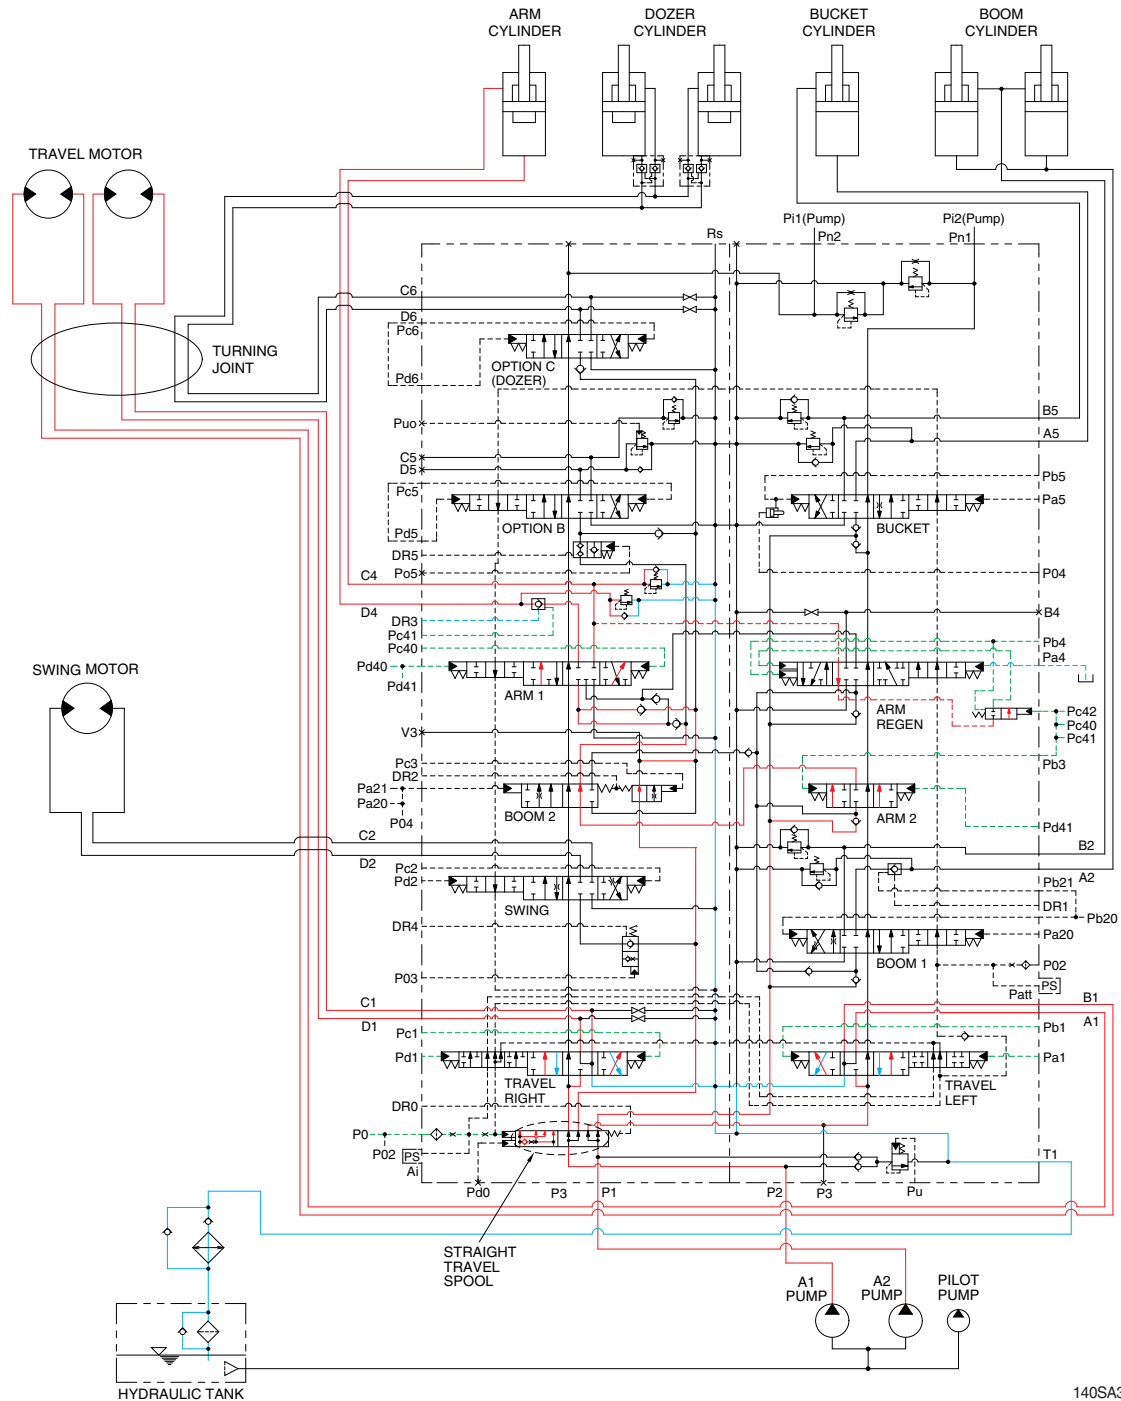 ARM
CYLINDER
DOZER
CYLINDER
BUCKET
CYLINDER
BOOM
CYLINDER
TRAVEL MOTOR
Pi1(Pump)
Pn2
Pi2(Pump)
Pn1
Rs
C6
D6
Pc6
Pd6
OPTION C
(DOZER)
TURNING
JOINT
Puo
C5
D5
Pc5
Pd5
OPTION B
B5
A5
Pb5
Pa5
BUCKET
DR5
Po5
P04
C4
D4
DR3
Pc41
Pc40
Pd40
Pd41
ARM 1
B4
Pb4
Pa4
ARM
REGEN
Pc42
Pc40
Pc41
Pb3
SWING MOTOR
V3
Pc3
DR2
Pa21
Pa20
P04
BOOM 2
ARM 2
Pd41
C2
D2
Pc2
Pd2
SWING
B2
A2
Pb21
DR1
Pb20
Pa20
BOOM 1
DR4
P03
P02
PS
Patt
C1
D1
Pc1
Pd1
TRAVEL
RIGHT
B1
A1
Pb1
Pa1
TRAVEL
LEFT
DR0
P0
P02
PS
Ai
Pd0
P3
P1
P2
P3
Pu
T1
STRAIGHT
TRAVEL
SPOOL
A1
PUMP
A2
PUMP
PILOT
PUMP
HYDRAULIC TANK